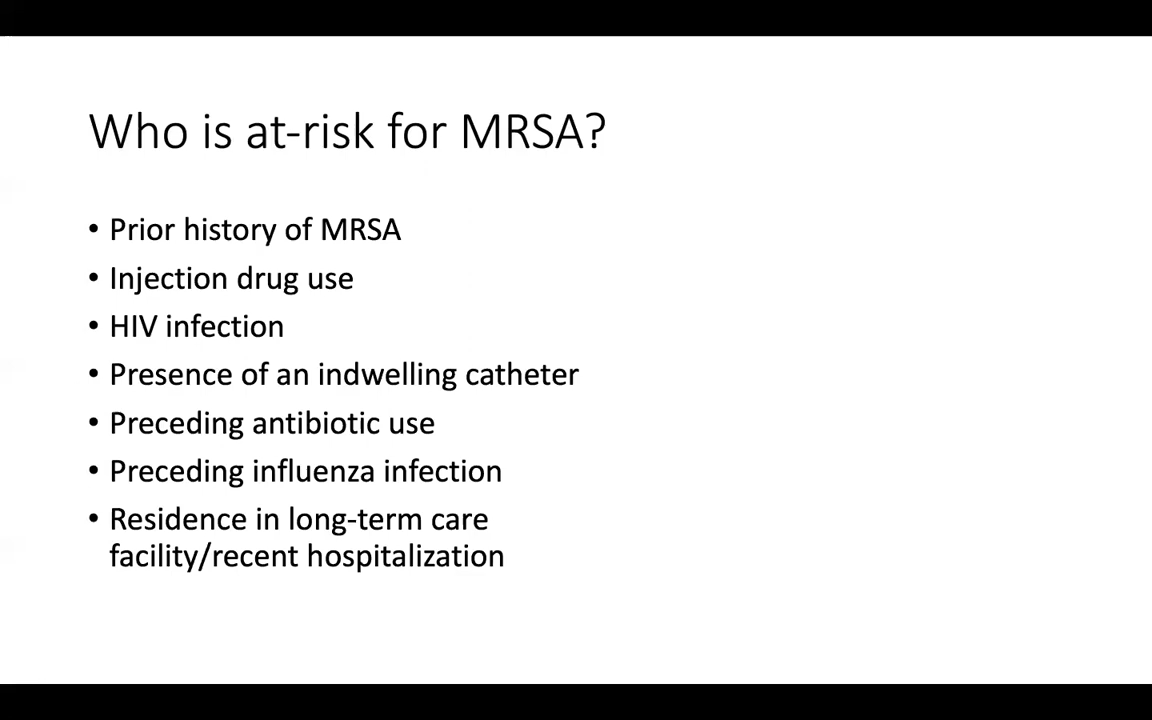 Who is at-risk for MRSA?
• Prior history of MRSA
• Injection drug use
• HIV infection
• Presence of an indwelling catheter
• Preceding antibiotic use
• Preceding influenza infection
• Residence in long-term care
facility/recent hospitalization